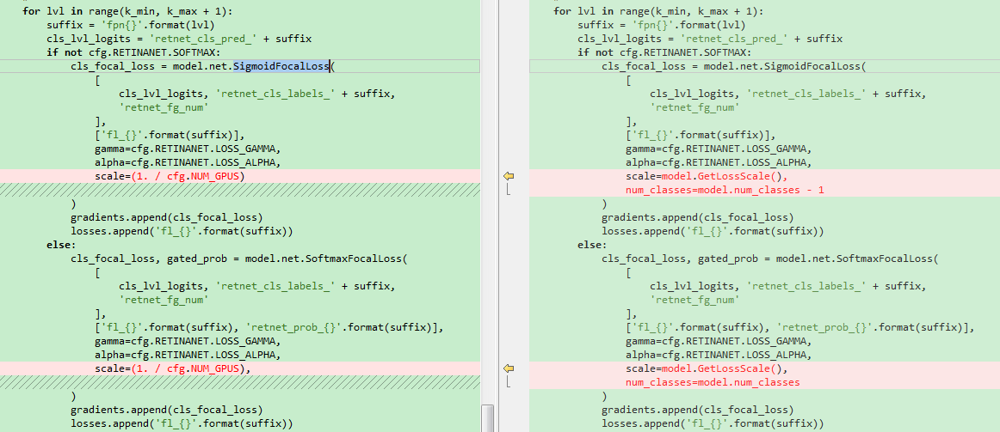 for lvl in range(k_min, k_max + 1):
suffix = 'fpn{}'.format(lvl)
cls_lvl_logits = 'retnet_cls_pred_' + suffix
if not cfg.RETINANET.SOFTMAX:
cls_focal_loss = model.net.SigmoidFocalLoss(
[
cls_lvl_logits, 'retnet_cls_labels_' + suffix,
'retnet_fg_num'
],
['fl_{}'.format(suffix)],
gamma=cfg.RETINANET.LOSS_GAMMA,
alpha=cfg.RETINANET.LOSS_ALPHA,
scale=(1. / cfg.NUM_GPUS)
)
gradients.append(cls_focal_loss)
losses.append('fl_{}'.format(suffix))
else:
cls_focal_loss, gated_prob = model.net.SoftmaxFocalLoss(
[
cls_lvl_logits, 'retnet_cls_labels_' + suffix,
'retnet_fg_num'
],
['fl_{}'.format(suffix), 'retnet_prob_{}'.format(suffix)],
gamma=cfg.RETINANET.LOSS_GAMMA,
alpha=cfg.RETINANET.LOSS_ALPHA,
scale=(1. / cfg.NUM_GPUS),
)
gradients.append(cls_focal_loss)
losses.append('fl_{}'.format(suffix))
for lvl in range(k_min, k_max + 1):
suffix = 'fpn{}'.format(lvl)
cls_lvl_logits = 'retnet_cls_pred_' + suffix
if not cfg.RETINANET.SOFTMAX:
cls_focal_loss = model.net.SigmoidFocalLoss(
[
cls_lvl_logits, 'retnet_cls_labels_' + suffix,
'retnet_fg_num'
],
['fl_{}'.format(suffix)],
gamma=cfg.RETINANET.LOSS_GAMMA,
alpha=cfg.RETINANET.LOSS_ALPHA,
scale=model.GetLossScale(),
num_classes=model.num_classes - 1
)
gradients.append(cls_focal_loss)
losses.append('fl_{}'.format(suffix))
else:
cls_focal_loss, gated_prob = model.net.SoftmaxFocalLoss(
[
cls_lvl_logits, 'retnet_cls_labels_' + suffix,
'retnet_fg_num'
],
['fl_{}'.format(suffix), 'retnet_prob_{}'.format(suffix)],
gamma=cfg.RETINANET.LOSS_GAMMA,
alpha=cfg.RETINANET.LOSS_ALPHA,
scale=model.GetLossScale(),
num_classes=model.num_classes
)
gradients.append(cls_focal_loss)
losses.append('fl_{}'.format(suffix))